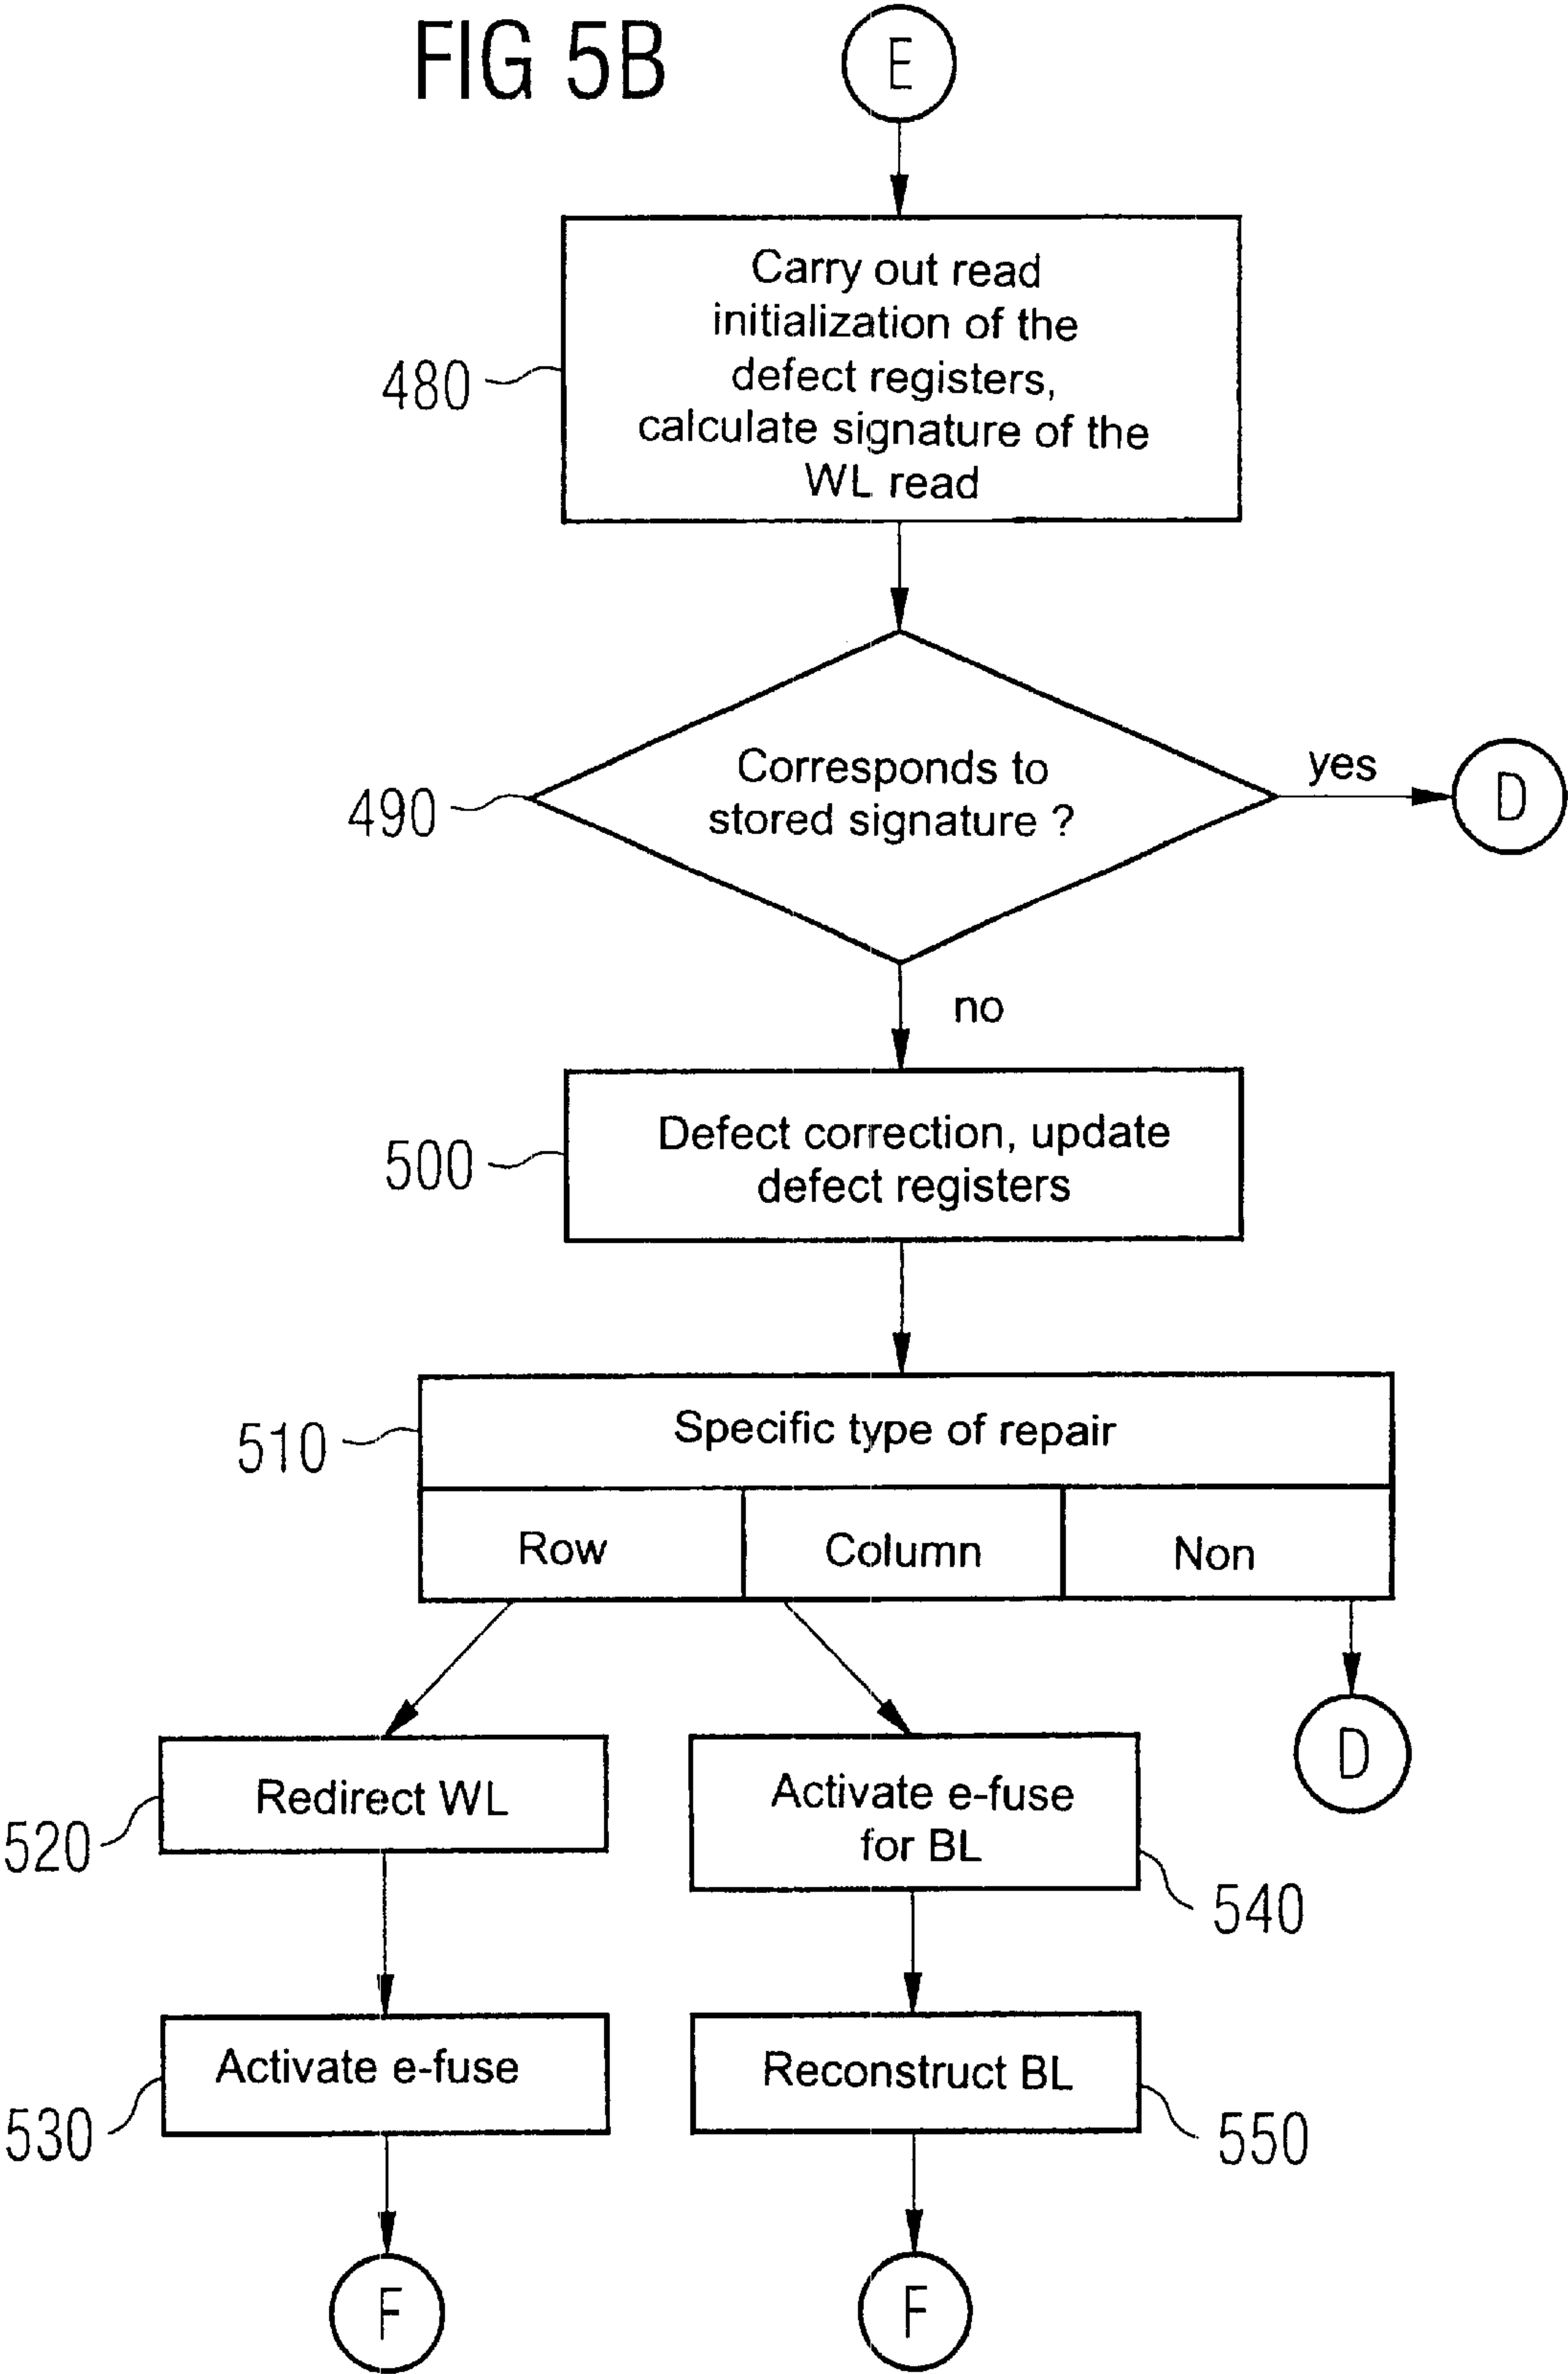 FIG 5B
E
Carry out read
initialization of the
defect registers,
calculate signature of the
WL read
480
Corresponds to
stored signature ?
490
yes
D
no
Defect correction, update
defect registers
500
Specific type of repair
510
Row
Column
Non
Redirect WL
520
Activate e-fuse
for BL
540
D
Activate e-fuse
530
Reconstruct BL
550
F
F